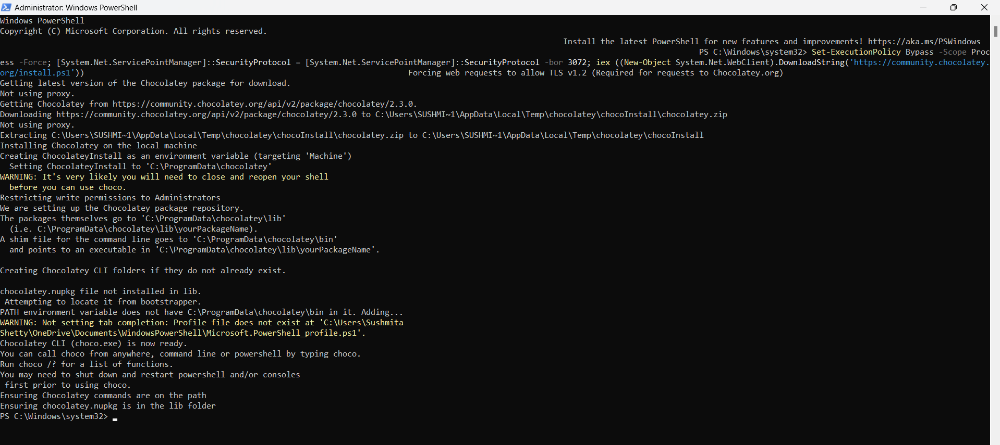 Administrator: Windows PowerShell
Windows PowerShell
Copyright (C) Microsoft Corporation. All rights reserved.
Install the latest PowerShell for new features and improvements! https://aka.ms/PSWindows
PS C:\Windows\system32> Set-ExecutionPolicy Bypass -Scope Proc
ess -Force; [System.Net.ServicePointManager]::SecurityProtocol = [System.Net.ServicePointManager]::SecurityProtocol -bor 3072; iex ((New-Object System.Net.WebClient).DownloadString('https://community.chocolatey.
org/install.ps1'))                                                                     Forcing web requests to allow TLS v1.2 (Required for requests to Chocolatey.org)
Getting latest version of the Chocolatey package for download.
Not using proxy.
Getting Chocolatey from https://community.chocolatey.org/api/v2/package/chocolatey/2.3.0.
Downloading https://community.chocolatey.org/api/v2/package/chocolatey/2.3.0 to C:\Users\SUSHMI~1\AppData\Local\Temp\chocolatey\chocoInstall\chocolatey.zip
Not using proxy.
Extracting C:\Users\SUSHMI~1\AppData\Local\Temp\chocolatey\chocoInstall\chocolatey.zip to C:\Users\SUSHMI~1\AppData\Local\Temp\chocolatey\chocoInstall
Installing Chocolatey on the local machine
Creating ChocolateyInstall as an environment variable (targeting 'Machine')
  Setting ChocolateyInstall to 'C:\ProgramData\chocolatey'
WARNING: It's very likely you will need to close and reopen your shell
  before you can use choco.
Restricting write permissions to Administrators
We are setting up the Chocolatey package repository.
The packages themselves go to 'C:\ProgramData\chocolatey\lib'
  (i.e. C:\ProgramData\chocolatey\lib\yourPackageName).
A shim file for the command line goes to 'C:\ProgramData\chocolatey\bin'
  and points to an executable in 'C:\ProgramData\chocolatey\lib\yourPackageName'.
Creating Chocolatey CLI folders if they do not already exist.
chocolatey.nupkg file not installed in lib.
 Attempting to locate it from bootstrapper.
PATH environment variable does not have C:\ProgramData\chocolatey\bin in it. Adding...
WARNING: Not setting tab completion: Profile file does not exist at 'C:\Users\Sushmita
Shetty\OneDrive\Documents\WindowsPowerShell\Microsoft.PowerShell_profile.ps1'.
Chocolatey CLI (choco.exe) is now ready.
You can call choco from anywhere, command line or powershell by typing choco.
Run choco /? for a list of functions.
You may need to shut down and restart powershell and/or consoles
 first prior to using choco.
Ensuring Chocolatey commands are on the path
Ensuring chocolatey.nupkg is in the lib folder
PS C:\Windows\system32>